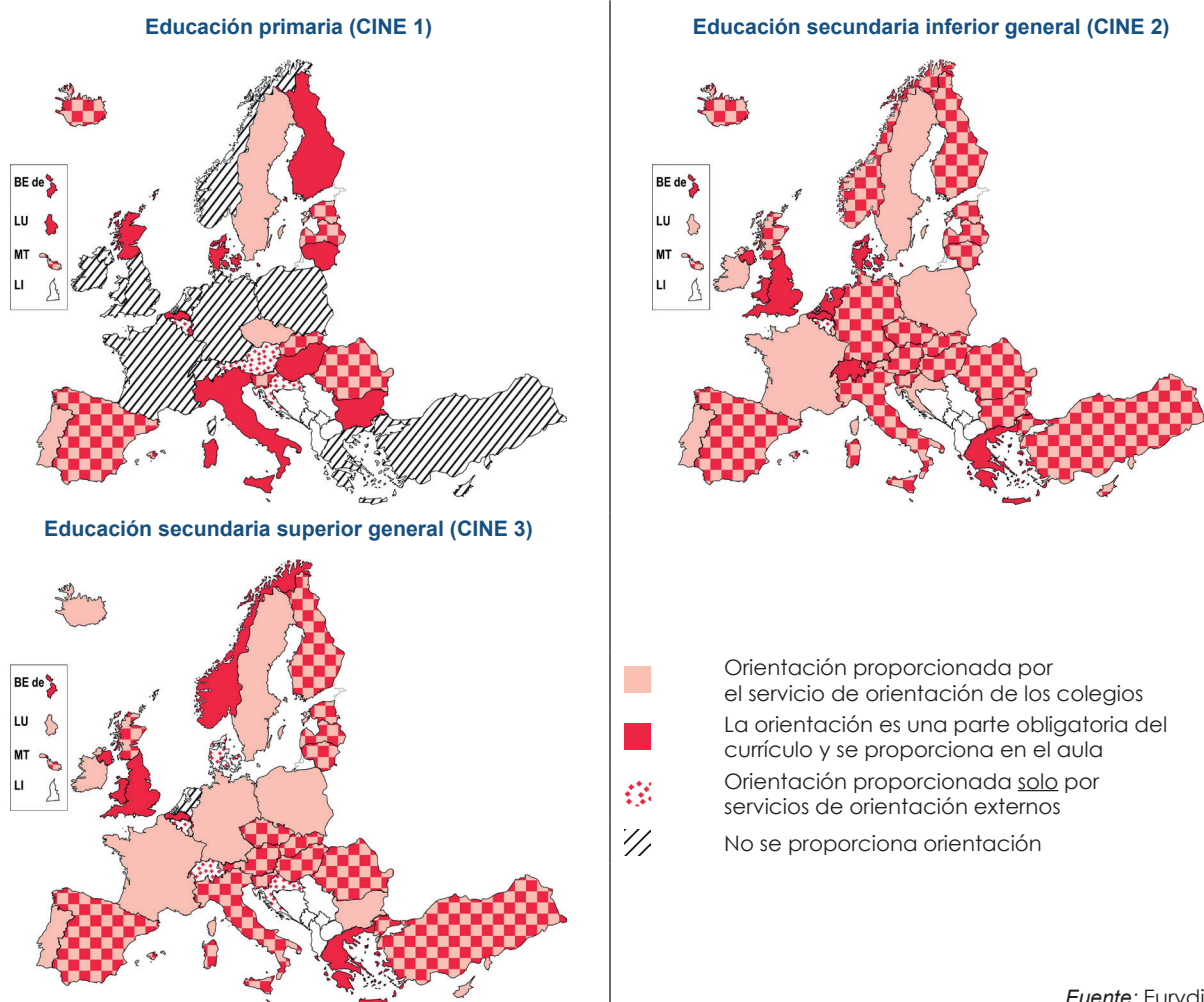 Educación primaria (CINE 1)
BE de
LU
MT
LI
Educación secundaria inferior general (CINE 2)
BE de
LU
MT
LI
Educación secundaria superior general (CINE 3)
BE de
LU
MT
LI
Orientación proporcionada por
el servicio de orientación de los colegios
La orientación es una parte obligatoria del
currículo y se proporciona en el aula
Orientación proporcionada solo por
servicios de orientación externos
No se proporciona orientación
Fuente: Eurydi